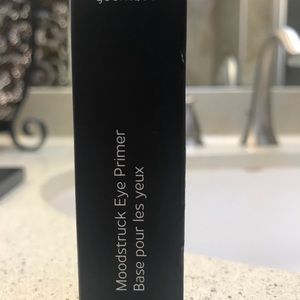 Moodstruck Eye Primer
Base pour les yeux